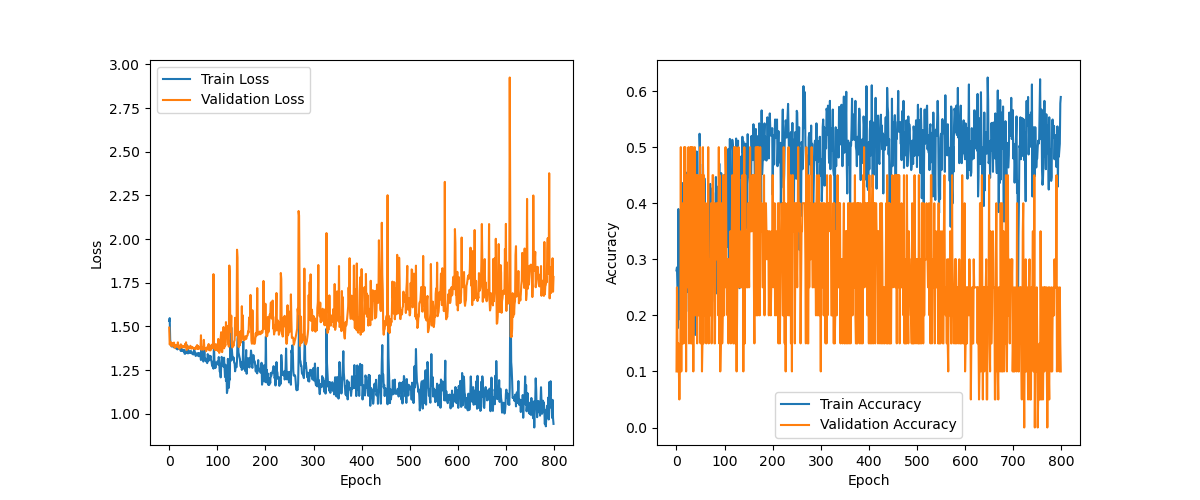 3.00
2.75
2.50
2.25
2.00
1.75
1.50
1.25
1.00
Loss
0 100 200 300 400 500 600 700 800
Epoch
Train Loss
Validation Loss
0.6
0.5
0.4
0.3
0.2
0.1
0.0
Accuracy
0 100 200 300 400 500 600 700 800
Epoch
Train Accuracy
Validation Accuracy